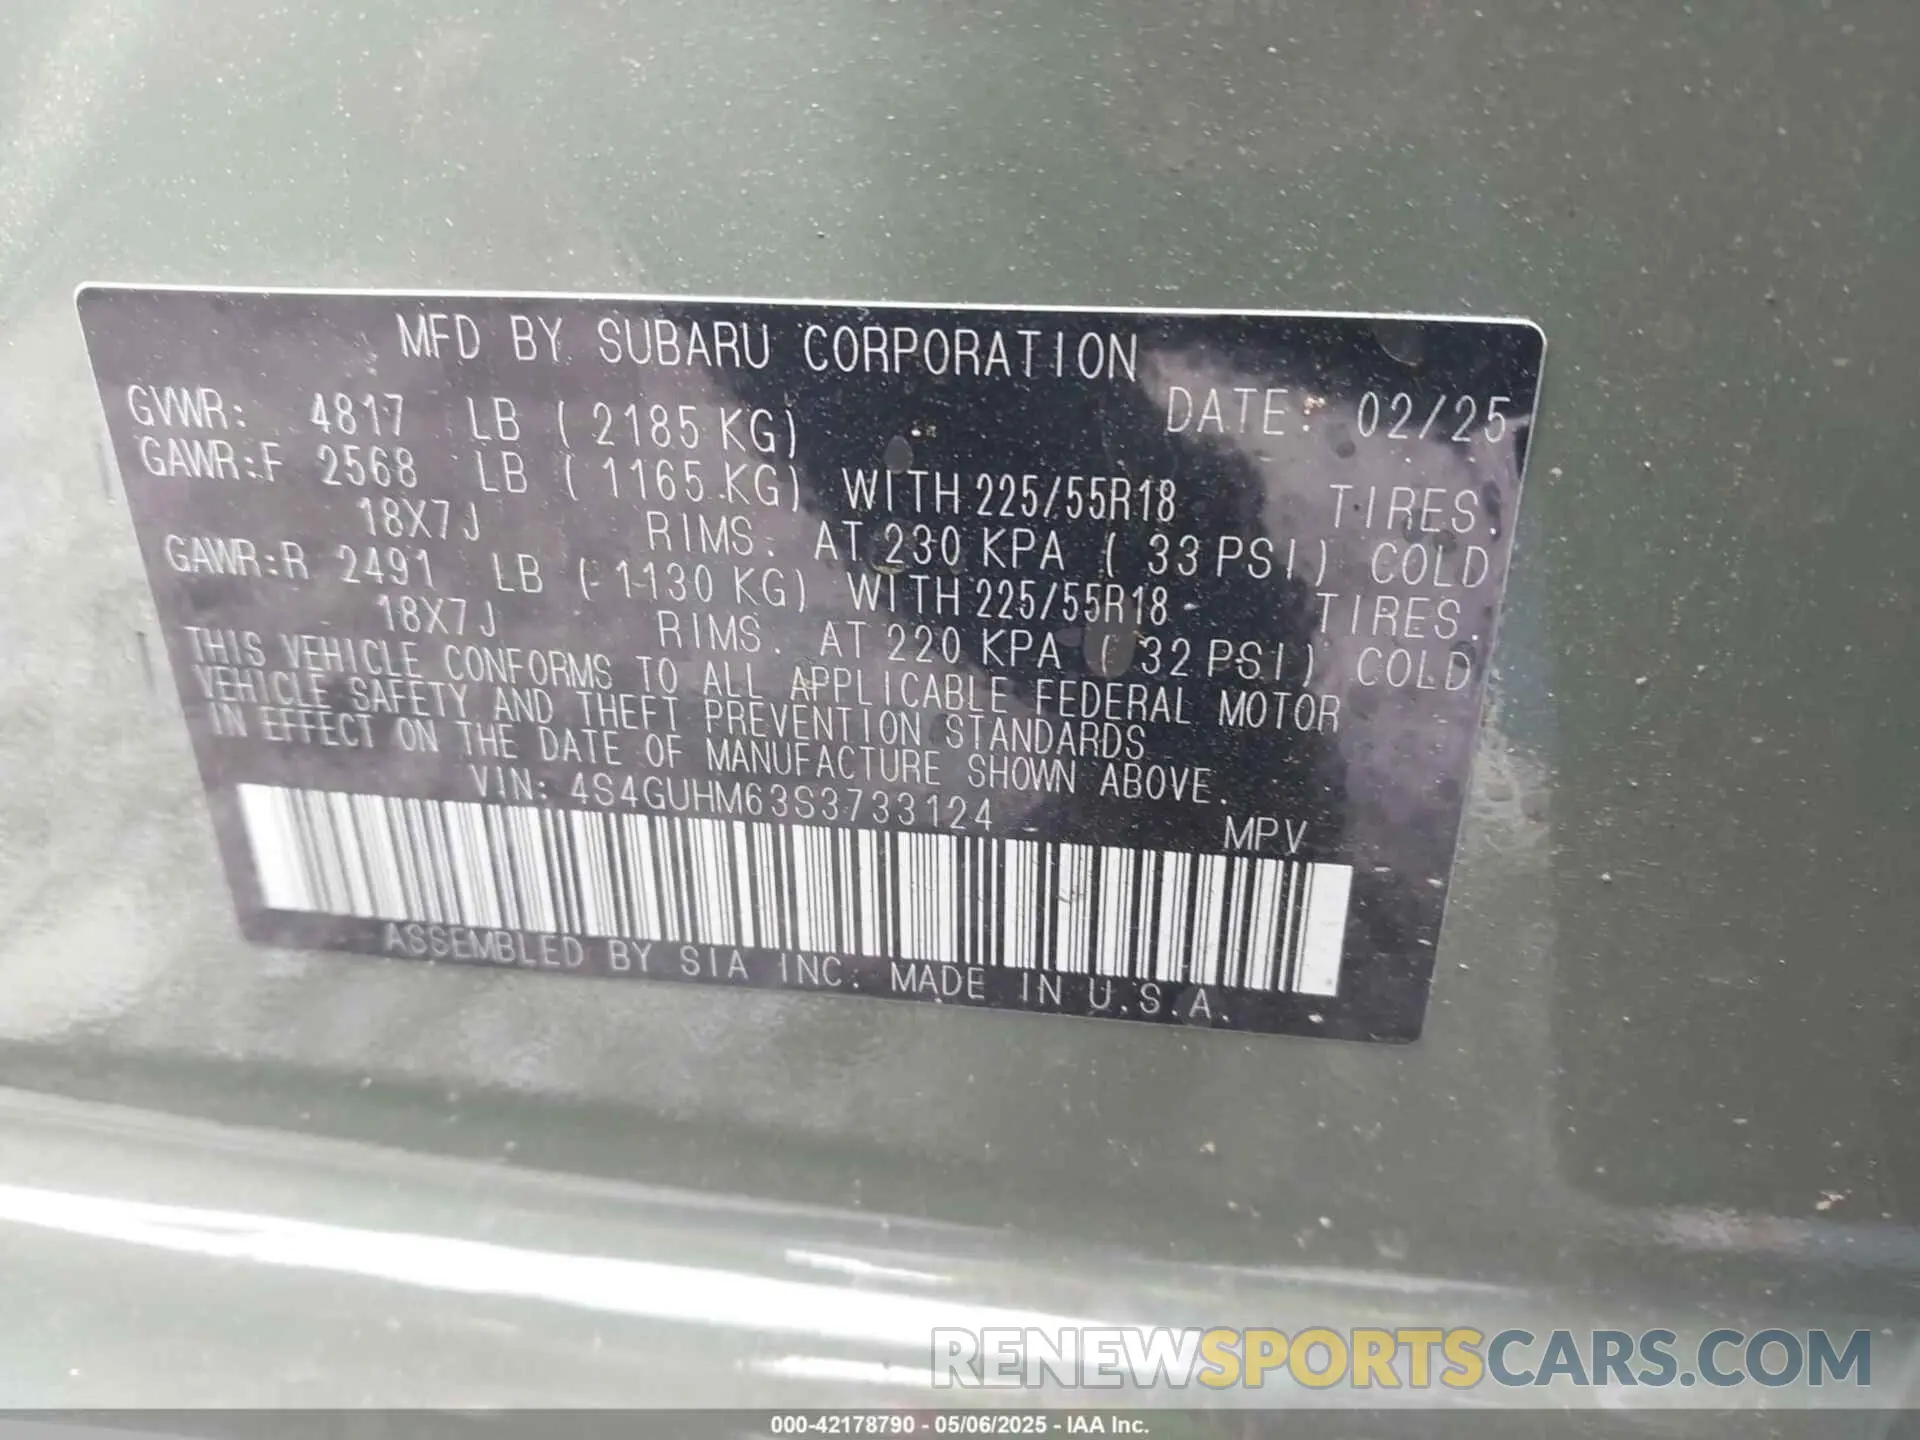 MFD BY SUBARU CORPORATION
GVWR: 4817 LB ( 2185 KG) DATE: 02/25
GAWR:F 2568 LB ( 1165 KG) WITH 225/55R18 TIRES.
18X7J RIMS. AT 230 KPA ( 33 PSI) COLD
GAWR:R 2491 LB ( 1130 KG) WITH 225/55R18 TIRES.
18X7J RIMS. AT 220 KPA ( 32 PSI) COLD
THIS VEHICLE CONFORMS TO ALL APPLICABLE FEDERAL MOTOR
VEHICLE SAFETY AND THEFT PREVENTION STANDARDS
IN EFFECT ON THE DATE OF MANUFACTURE SHOWN ABOVE.
VIN: 4S4GUHM63S3733124 MPV
ASSEMBLED BY SIA INC. MADE IN U.S.A.
RENEWSPORTSCARS.COM
000-42178790 - 05/06/2025 - IAA Inc.